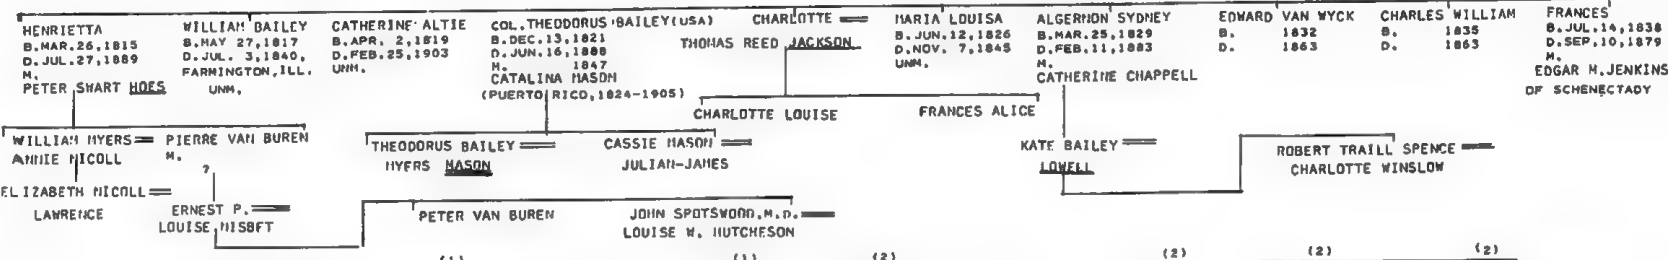 HENRIETTA
B.MAR.26,1815
D.JUL.27,1889
M.
PETER SWART HOES
WILLIAM BAILEY
B.MAY 27,1817
D.JUL. 3,1840,
FARMINGTON,ILL.
UNM.
CATHERINE ALTIE
B.APR. 2,1819
D.FEB.25,1903
UNM.
COL.THEODORUS BAILEY(USA)
B.DEC.13,1821
D.JUN.16,1888
M. 1847
CATALINA MASON
(PUERTO RICO,1824-1905)
CHARLOTTE
THOMAS REED JACKSON
MARIA LOUISA
B.JUN.12,1826
D.NOV. 7,1845
UNM.
ALGERNON SYDNEY
B.MAR.25,1829
D.FEB.11,1883
M.
CATHERINE CHAPPELL
EDWARD VAN WYCK
B. 1832
D. 1863
CHARLES WILLIAM
B. 1835
D. 1863
FRANCES
B.JUL.14,1838
D.SEP.10,1879
M.
EDGAR M.JENKINS
OF SCHENECTADY
CHARLOTTE LOUISE
FRANCES ALICE
WILLIAM MYERS
ANNIE NICOLL
PIERRE VAN BUREN
M.
?
THEODORUS BAILEY
MYERS MASON
CASSIE MASON
JULIAN-JAMES
KATE BAILEY
LOWELL
ROBERT TRAILL SPENCE
CHARLOTTE WINSLOW
ELIZABETH NICOLL
LAWRENCE
ERNEST P.
LOUISE NISBET
PETER VAN BUREN
JOHN SPOTSWOOD,M.D.
LOUISE W. HUTCHESON
(1) (1) (2) (2) (2) (2)